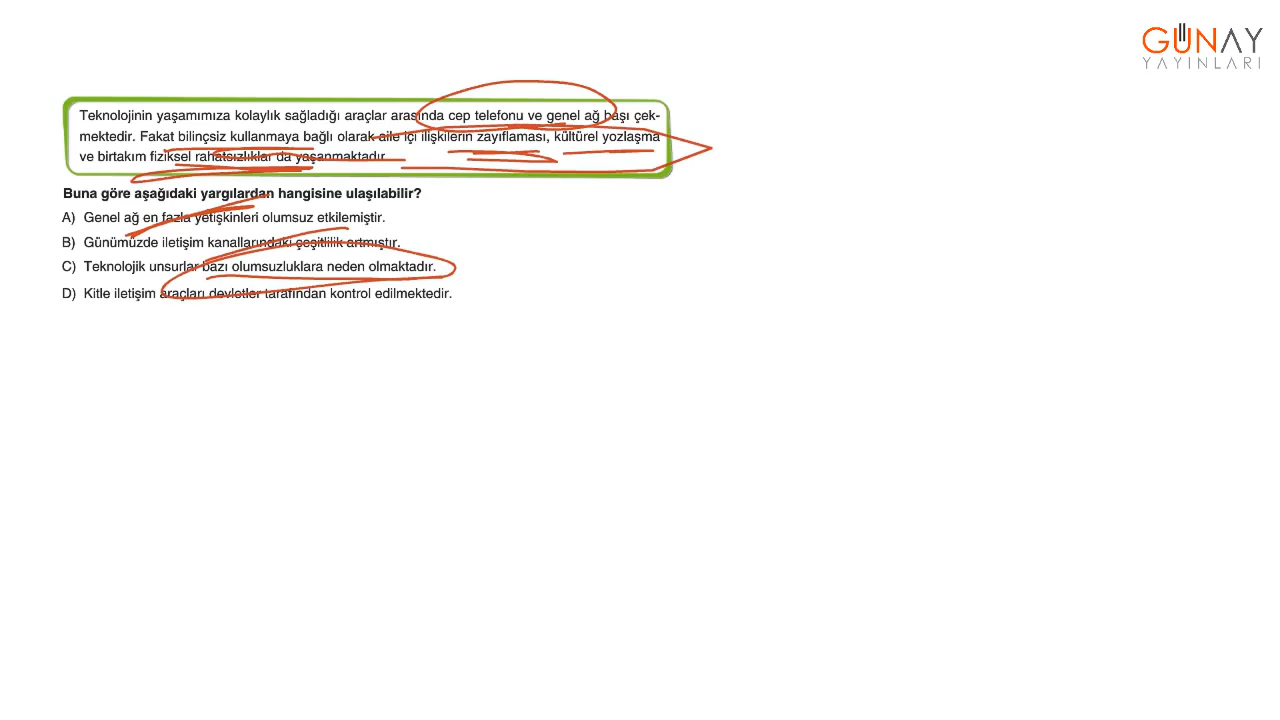 GÜNAY
YAYINLARI
Teknolojinin yaşamımıza kolaylık sağladığı araçlar arasında cep telefonu ve genel ağ başı çek-
mektedir. Fakat bilinçsiz kullanmaya bağlı olarak aile içi ilişkilerin zayıflaması, kültürel yozlaşma
ve birtakım fiziksel rahatsızlıklar da yaşanmaktadır.
Buna göre aşağıdaki yargılardan hangisine ulaşılabilir?
A) Genel ağ en fazla yetişkinleri olumsuz etkilemiştir.
B) Günümüzde iletişim kanallarındaki çeşitlilik artmıştır.
C) Teknolojik unsurlar bazı olumsuzluklara neden olmaktadır.
D) Kitle iletişim araçları devletler tarafından kontrol edilmektedir.